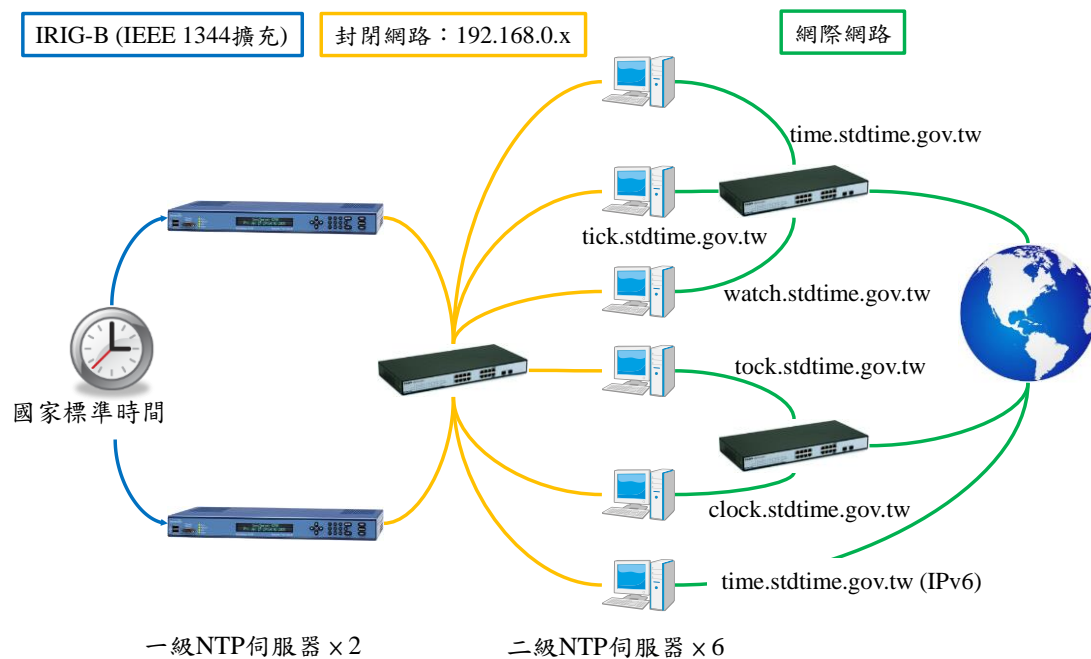 IRIG-B (IEEE 1344擴充)
封閉網路：192.168.0.x
網際網路
time.stdtime.gov.tw
tick.stdtime.gov.tw
watch.stdtime.gov.tw
tock.stdtime.gov.tw
國家標準時間
clock.stdtime.gov.tw
time.stdtime.gov.tw (IPv6)
一級NTP伺服器 × 2
二級NTP伺服器 × 6